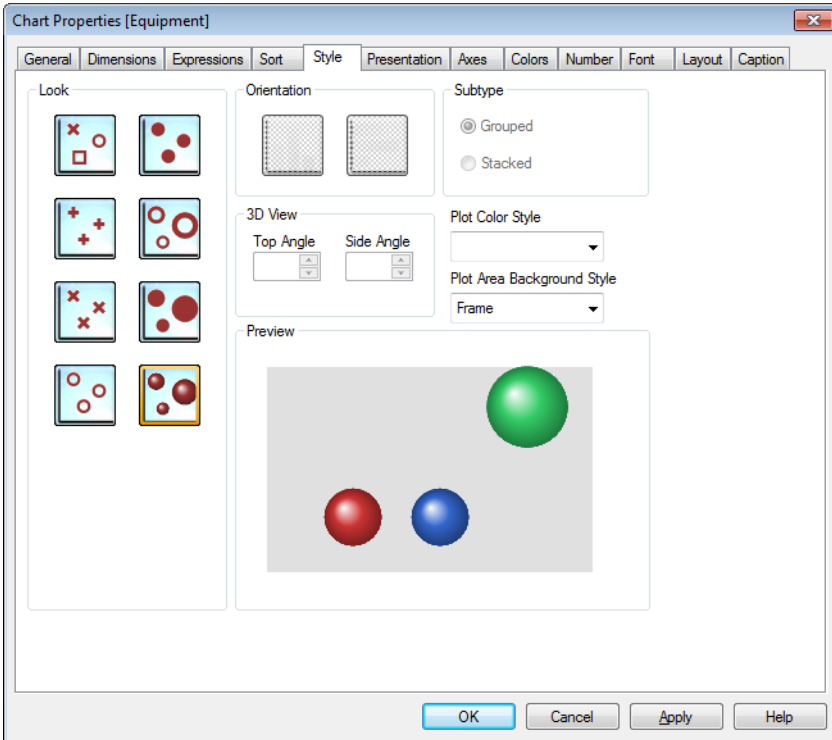 Chart Properties [Equipment]
General Dimensions Expressions Sort Style Presentation Axes Colors Number Font Layout Caption
Look
Orientation
Subtype
Grouped
Stacked
3D View
Top Angle Side Angle
Plot Color Style
Plot Area Background Style
Frame
Preview
OK Cancel Apply Help